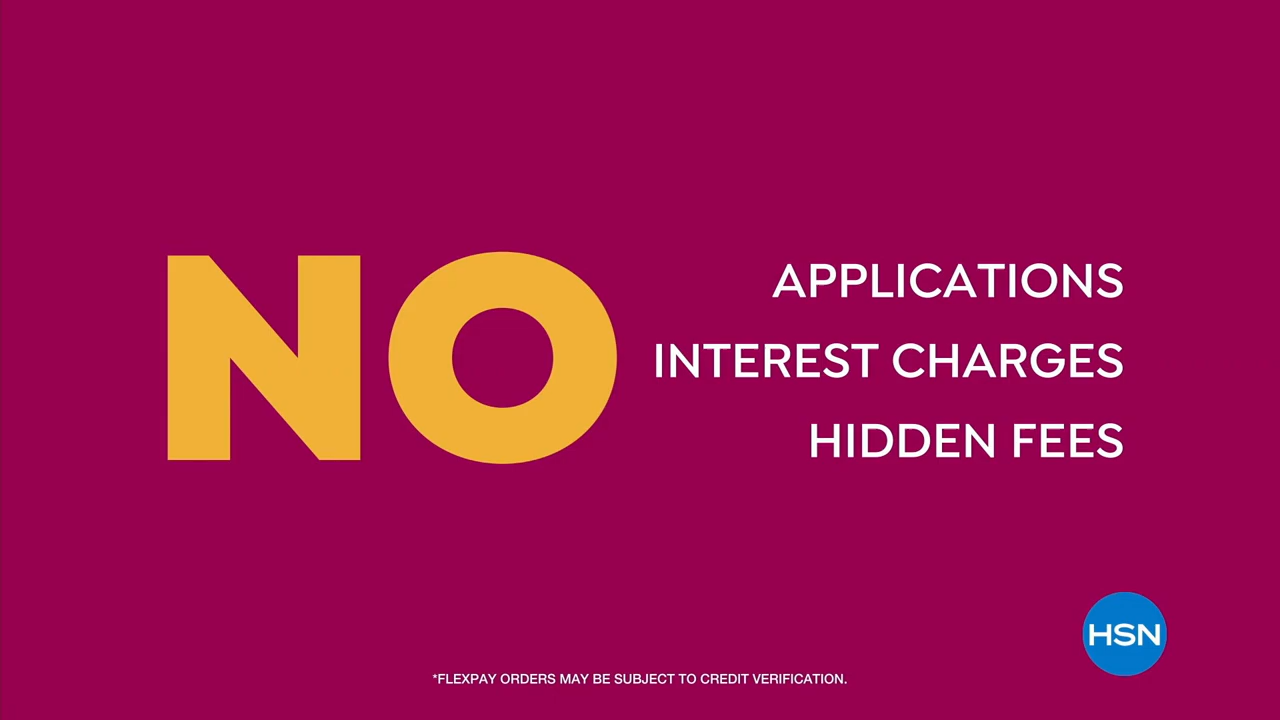 NO
APPLICATIONS
INTEREST CHARGES
HIDDEN FEES
HSN
*FLEXPAY ORDERS MAY BE SUBJECT TO CREDIT VERIFICATION.